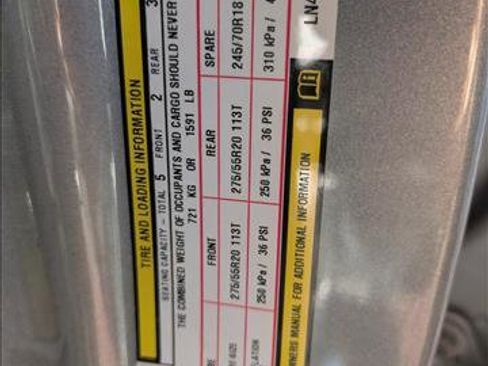 TIRE AND LOADING INFORMATION
SEATING CAPACITY - TOTAL 5 FRONT 2 REAR 3
THE COMBINED WEIGHT OF OCCUPANTS AND CARGO SHOULD NEVER
721 KG OR 1591 LB
FRONT REAR SPARE
275/55R20 113T 275/55R20 113T 245/70R18
250 kPa / 36 PSI 250 kPa / 36 PSI 310 kPa /
WNERS MANUAL FOR ADDITIONAL INFORMATION
LN4